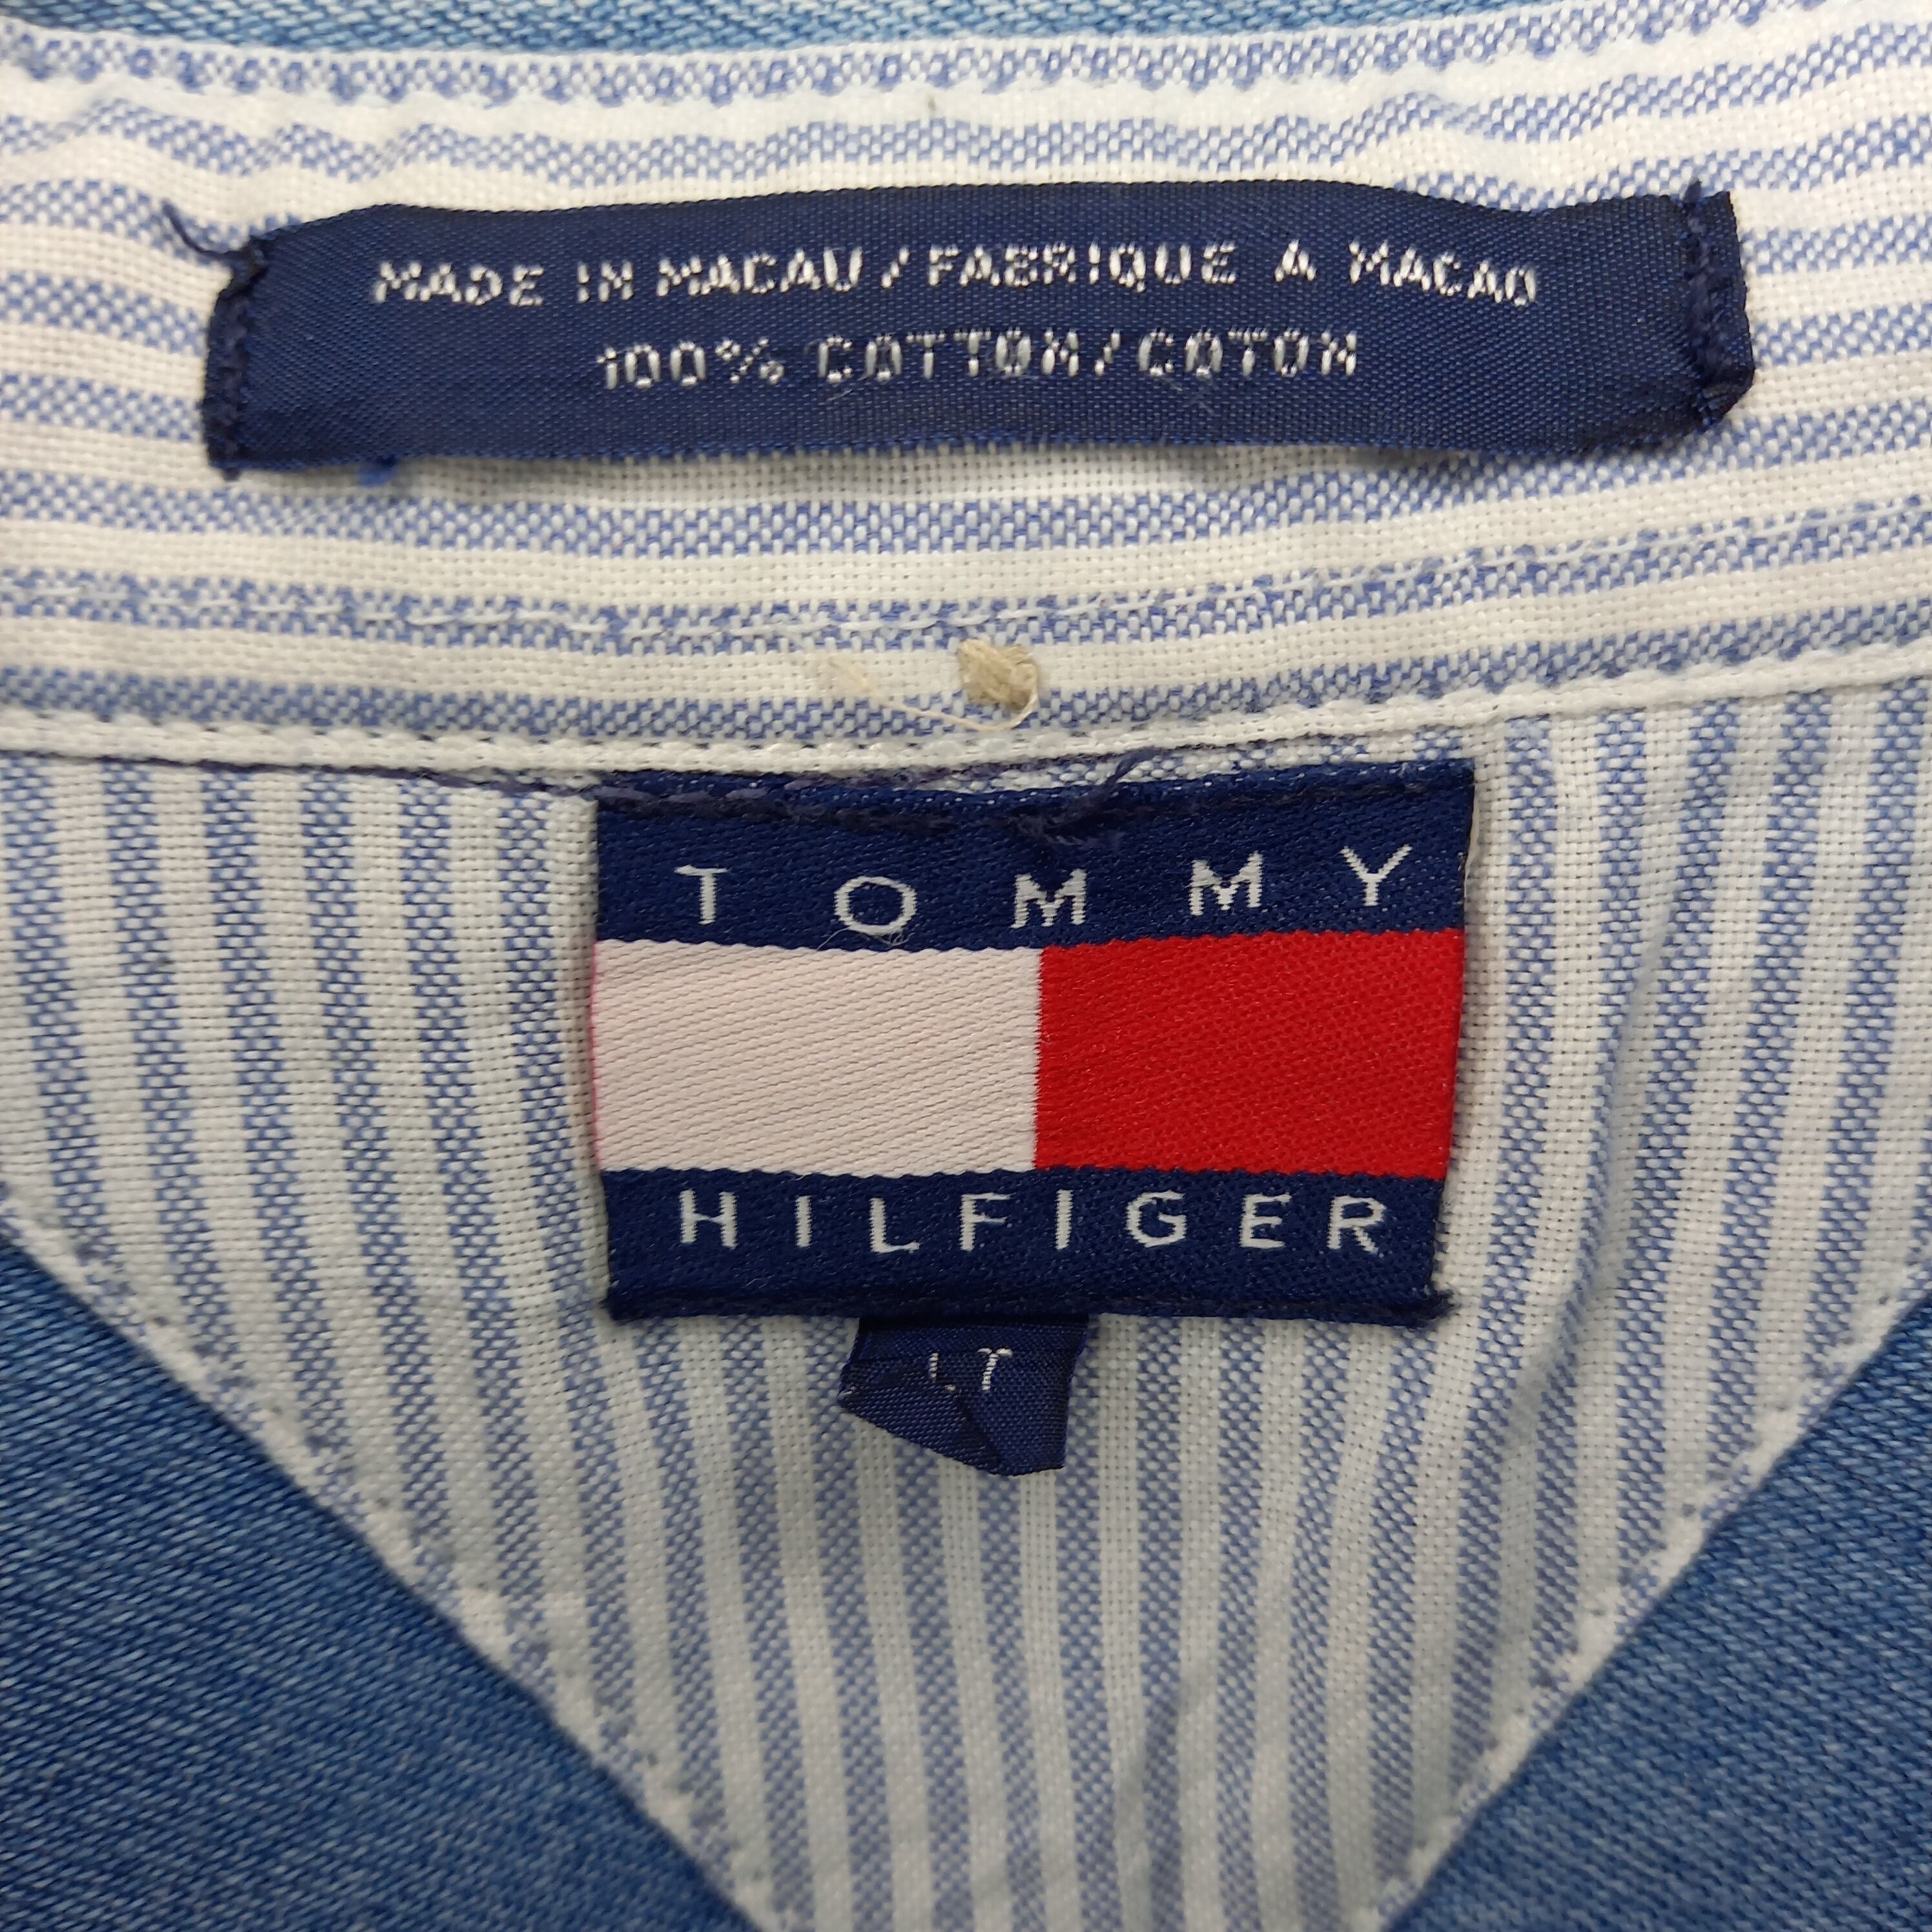 MADE IN MACAU / FABRIQUE A MACAO
100% COTTON / COTON
TOMMY
HILFIGER
LT